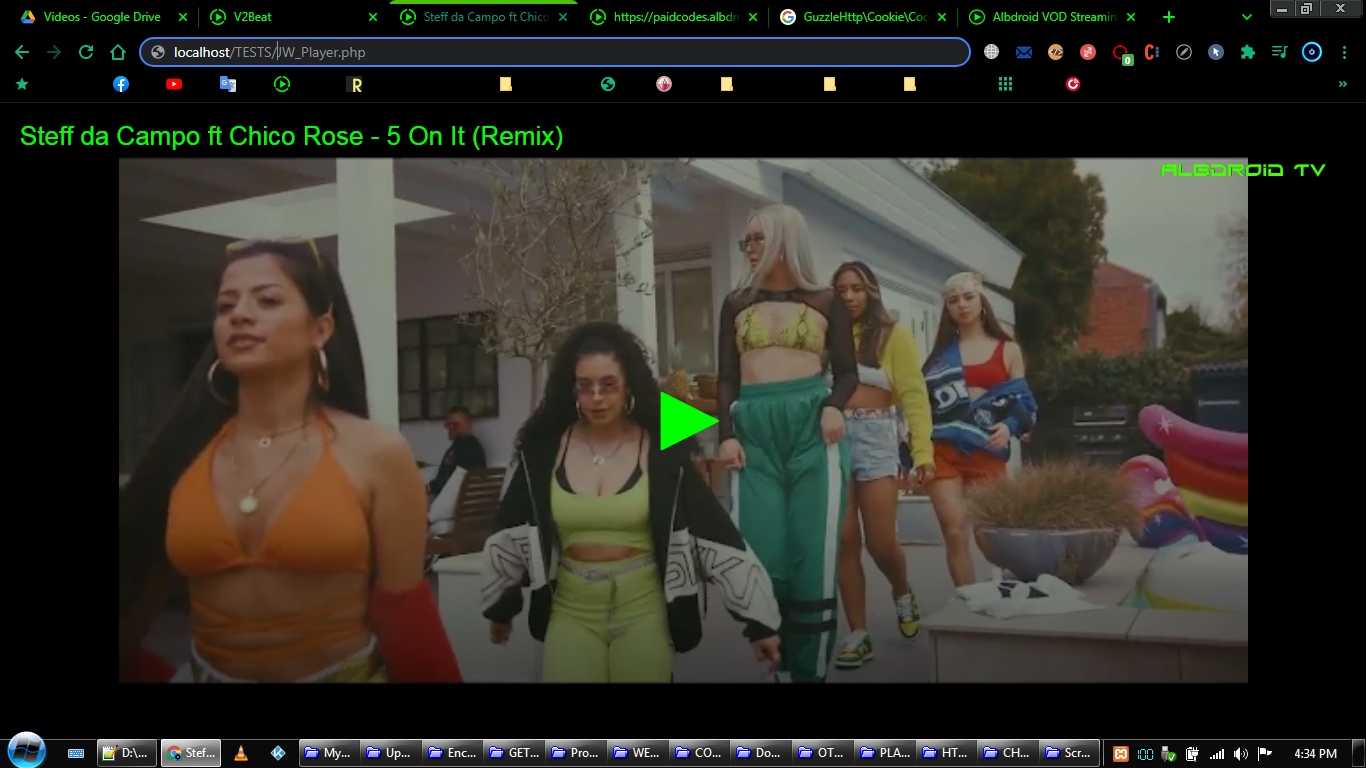 Videos - Google Drive
V2Beat
Steff da Campo ft Chico
https://paidcodes.albdr
GuzzleHttp\Cookie\Coo
Albdroid VOD Streamin
localhost/TESTS/JW_Player.php
0
Steff da Campo ft Chico Rose - 5 On It (Remix)
ALBDROID TV
D:\...
Stef...
My...
Up...
Enc...
GET...
Pro...
WE...
CO...
Do...
OT...
PLA...
HT...
CH...
Scr...
100
4:34 PM